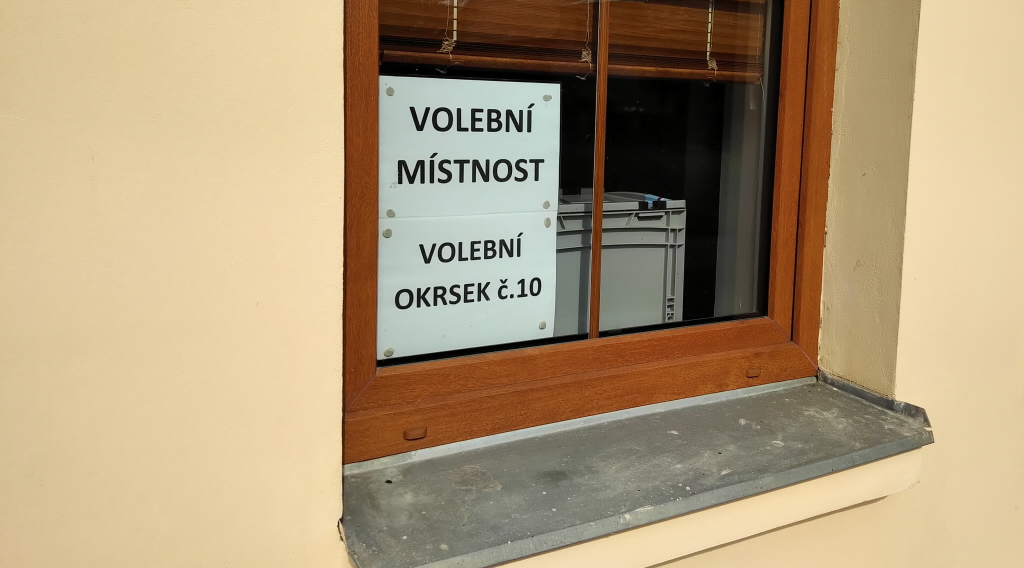 VOLEBNÍ
MÍSTNOST
VOLEBNÍ
OKRSEK č.10